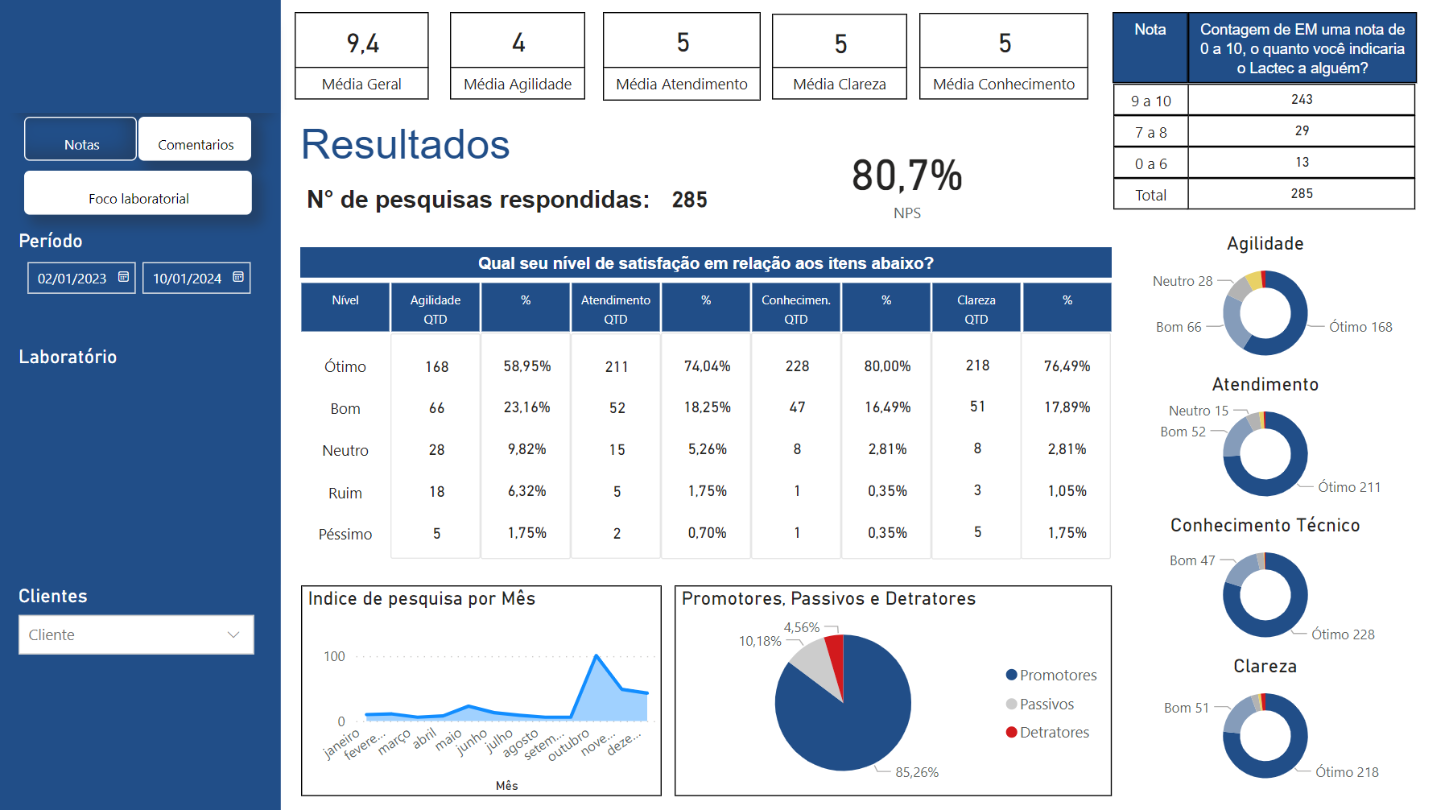 9,4
Média Geral
4
Média Agilidade
5
Média Atendimento
5
Média Clareza
5
Média Conhecimento
Nota
Contagem de EM uma nota de
0 a 10, o quanto você indicaria
o Lactec a alguém?
9 a 10 243
7 a 8 29
0 a 6 13
Total 285
Notas
Comentarios
Foco laboratorial
Período
02/01/2023
10/01/2024
Laboratório
Clientes
Cliente
Resultados
N° de pesquisas respondidas: 285
80,7%
NPS
Qual seu nível de satisfação em relação aos itens abaixo?
Nível Agilidade % Atendimento % Conhecimen. % Clareza %
QTD QTD QTD QTD
Ótimo 168 58,95% 211 74,04% 228 80,00% 218 76,49%
Bom 66 23,16% 52 18,25% 47 16,49% 51 17,89%
Neutro 28 9,82% 15 5,26% 8 2,81% 8 2,81%
Ruim 18 6,32% 5 1,75% 1 0,35% 3 1,05%
Péssimo 5 1,75% 2 0,70% 1 0,35% 5 1,75%
Indice de pesquisa por Mês
100
0
janeiro
fevere...
março
abril
maio
junho
julho
agosto
setem...
outubro
nove...
deze...
Mês
Promotores, Passivos e Detratores
4,56%
10,18%
85,26%
Promotores
Passivos
Detratores
Agilidade
Neutro 28
Bom 66
Ótimo 168
Atendimento
Neutro 15
Bom 52
Ótimo 211
Conhecimento Técnico
Bom 47
Ótimo 228
Clareza
Bom 51
Ótimo 218